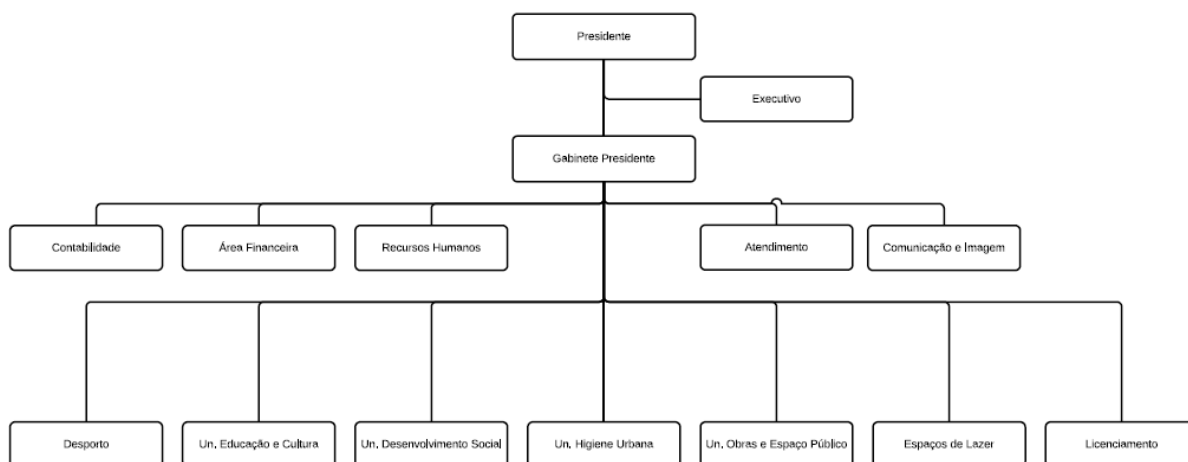 Presidente
Executivo
Gabinete Presidente
Contabilidade
Área Financeira
Recursos Humanos
Atendimento
Comunicação e Imagem
Desporto
Un. Educação e Cultura
Un. Desenvolvimento Social
Un. Higiene Urbana
Un. Obras e Espaço Público
Espaços de Lazer
Licenciamento